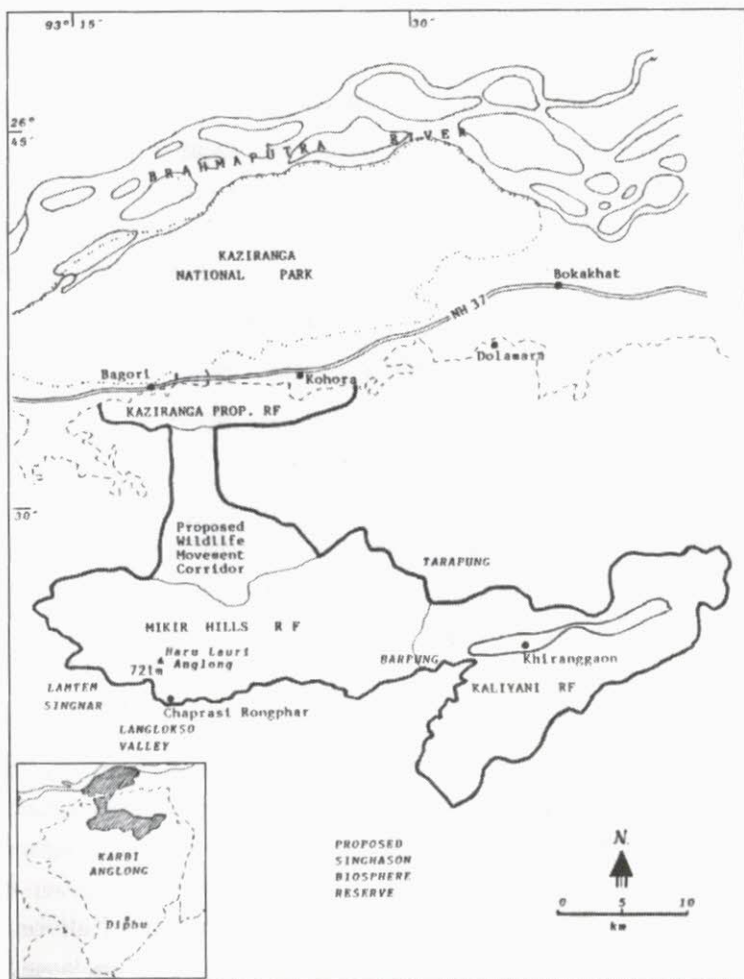 93° 15'
30'
26°
45'
BRAHMAPUTRA RIVER
KAZIRANGA
NATIONAL PARK
Bokakhat
NH 37
Dolamara
Bagori
Kohora
KAZIRANGA PROP. RF
30'
Proposed
Wildlife
Movement
Corridor
TARAPUNG
MIKIR HILLS R F
Haru Lauri
Anglong
721m
BARPUNG
Khiranggaon
KALIYANI RF
LAMTEM
SINGNAR
Chaprasi Rongphar
LANGLOKSO
VALLEY
KARBI
ANGLONG
Diphu
PROPOSED
SINGHASON
BIOSPHERE
RESERVE
N
0 5 10
km